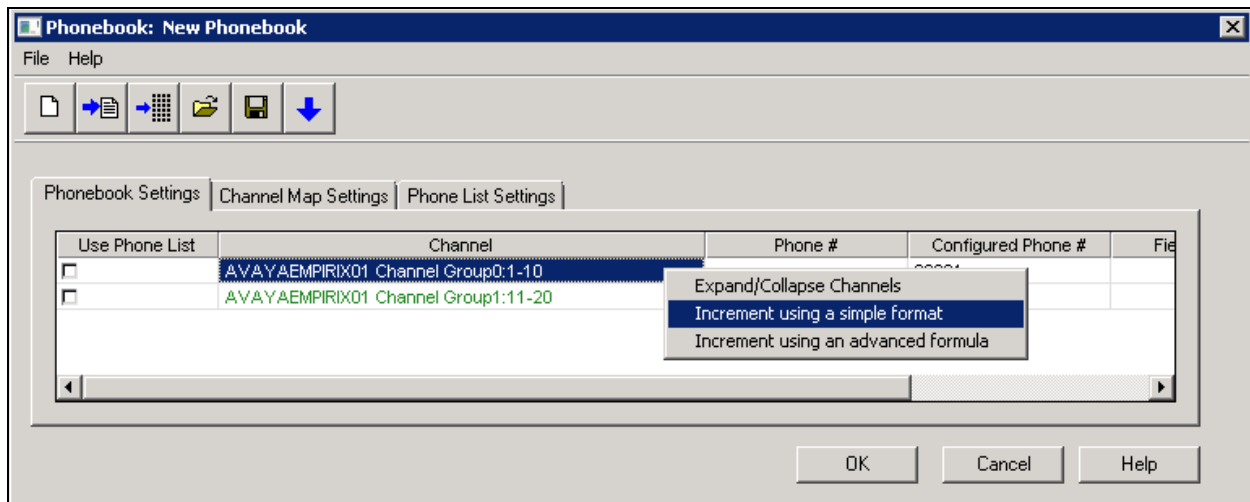 Phonebook: New Phonebook
File Help
Phonebook Settings Channel Map Settings Phone List Settings
Use Phone List Channel Phone # Configured Phone # Fie
AVAYAEMPIRIX01 Channel Group0:1-10
AVAYAEMPIRIX01 Channel Group1:11-20
Expand/Collapse Channels
Increment using a simple format
Increment using an advanced formula
OK Cancel Help